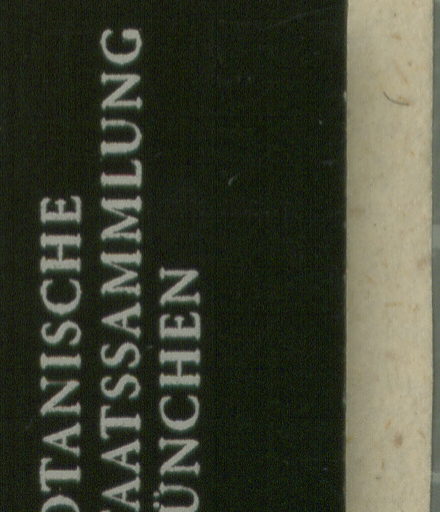 OTANISCHE
TAATSSAMMLUNG
ÜNCHEN